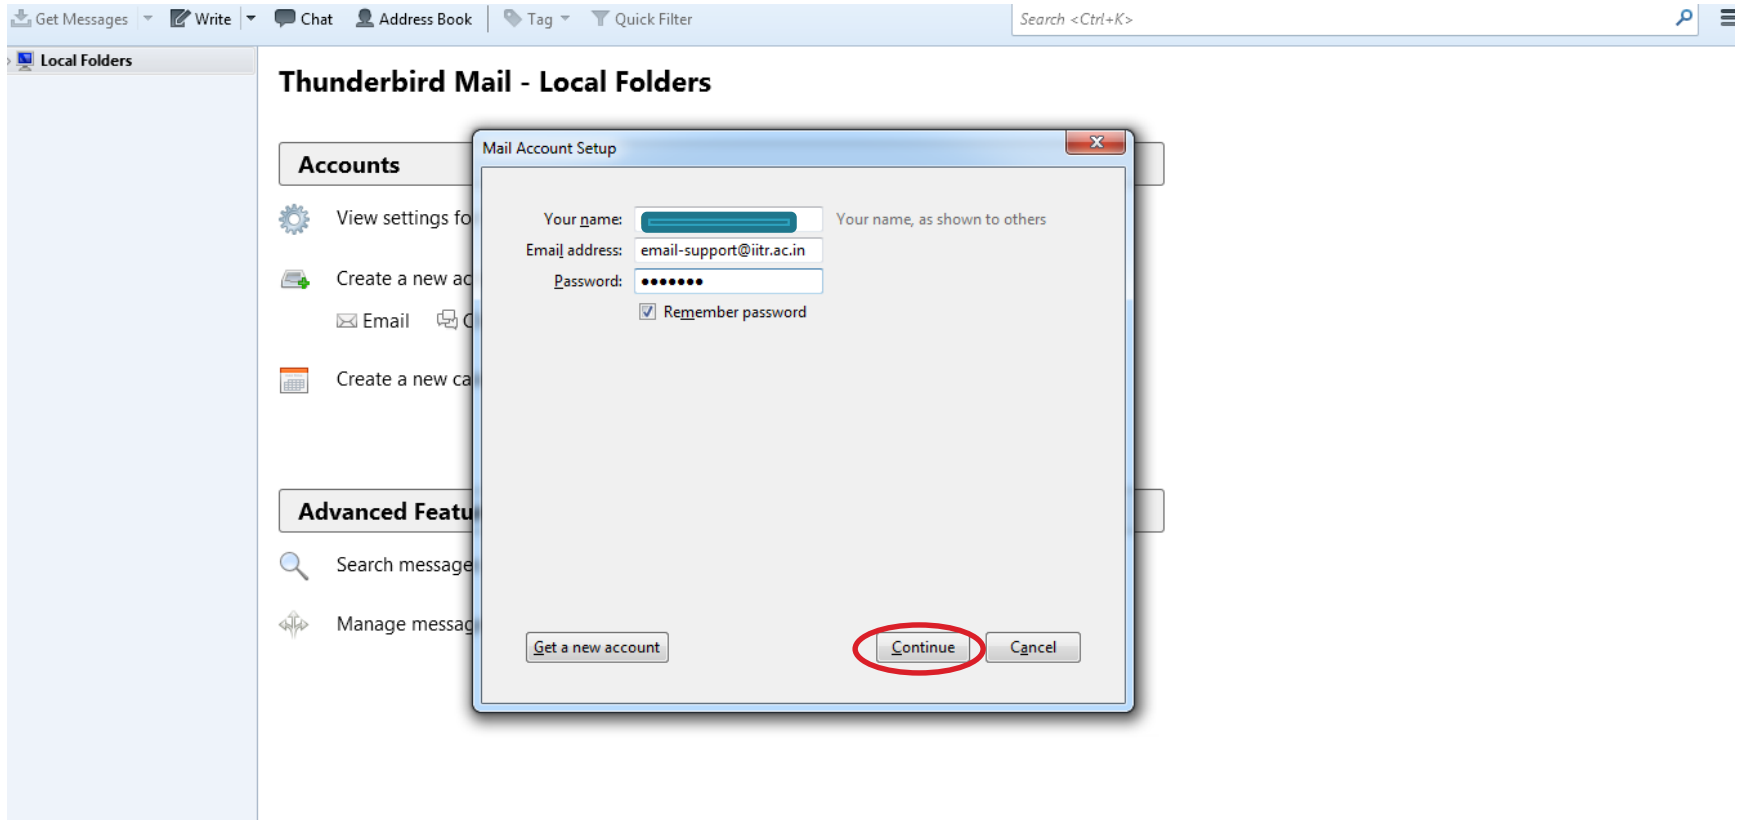 Get Messages Write Chat Address Book Tag Quick Filter Search <Ctrl+K>
Local Folders
Thunderbird Mail - Local Folders
Accounts
View settings fo
Create a new ac
Email
Create a new ca
Advanced Featu
Search message
Manage messag
Mail Account Setup
Your name: Your name, as shown to others
Email address: email-support@iitr.ac.in
Password: •••••••
Remember password
Get a new account Continue Cancel